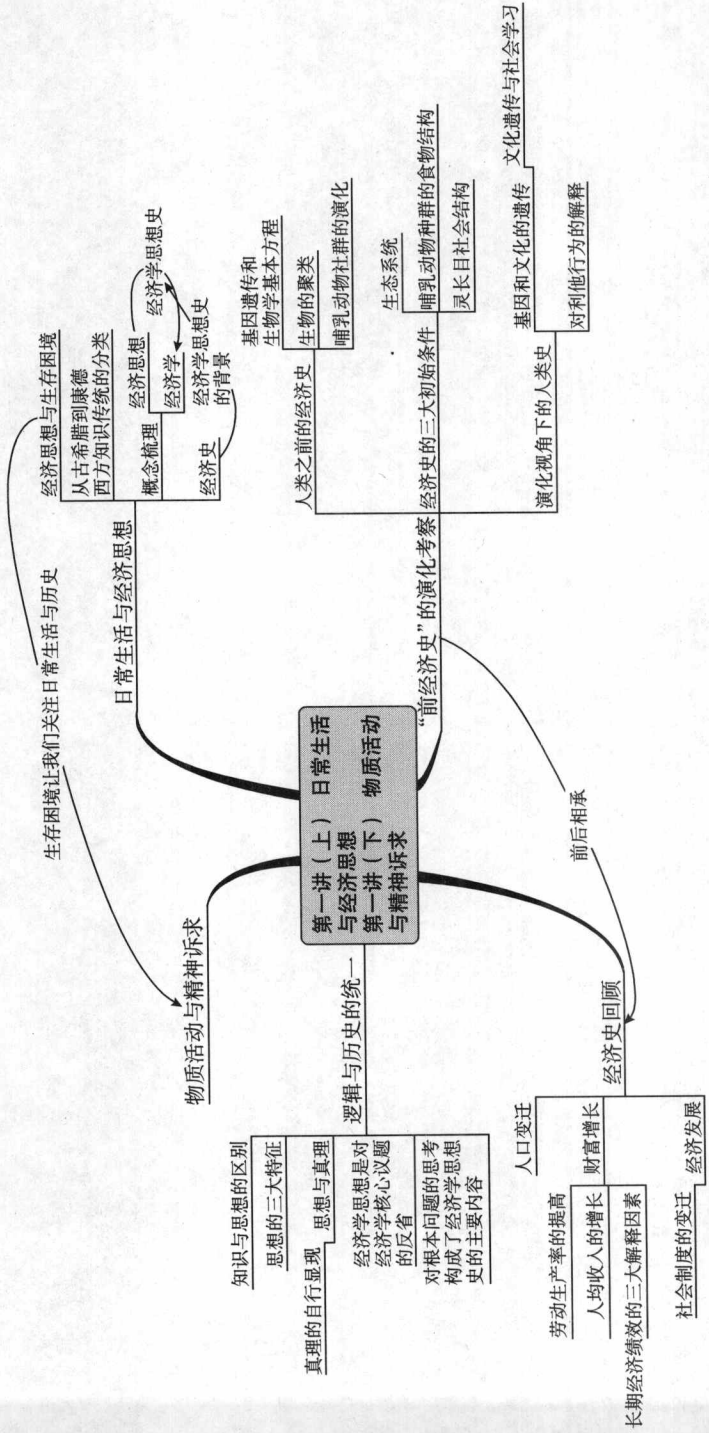 第一讲（上） 日常生活
与经济思想
第一讲（下） 物质活动
与精神诉求
日常生活与经济思想
经济思想与生存困境
从古希腊到康德
西方知识传统的分类
概念梳理
经济思想
经济学
经济学思想史
经济史
经济学思想史
的背景
生存困境让我们关注日常生活与历史
物质活动与精神诉求
“前经济史”的演化考察
人类之前的经济史
基因遗传和
生物学基本方程
生物的聚类
哺乳动物社群的演化
经济史的三大初始条件
生态系统
哺乳动物种群的食物结构
灵长目社会结构
演化视角下的人类史
基因和文化的遗传
文化遗传与社会学习
对利他行为的解释
前后相承
逻辑与历史的统一
知识与思想的区别
思想的三大特征
思想与真理
真理的自行显现
经济学思想是对
经济学核心议题
的反省
对根本问题的思考
构成了经济学思想
史的主要内容
经济史回顾
人口变迁
财富增长
劳动生产率的提高
人均收入的增长
长期经济绩效的三大解释因素
经济发展
社会制度的变迁